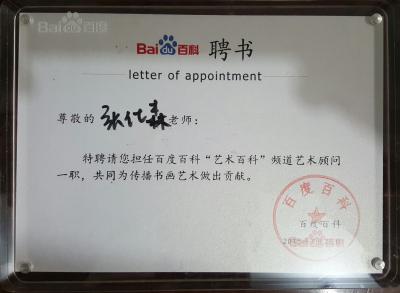 Bai度百科
Bai度百科 聘书
letter of appointment
尊敬的 张仕森 老师：
特聘请您担任百度百科“艺术百科”频道艺术顾问
一职，共同为传播书画艺术做出贡献。
百度百科
百度百科